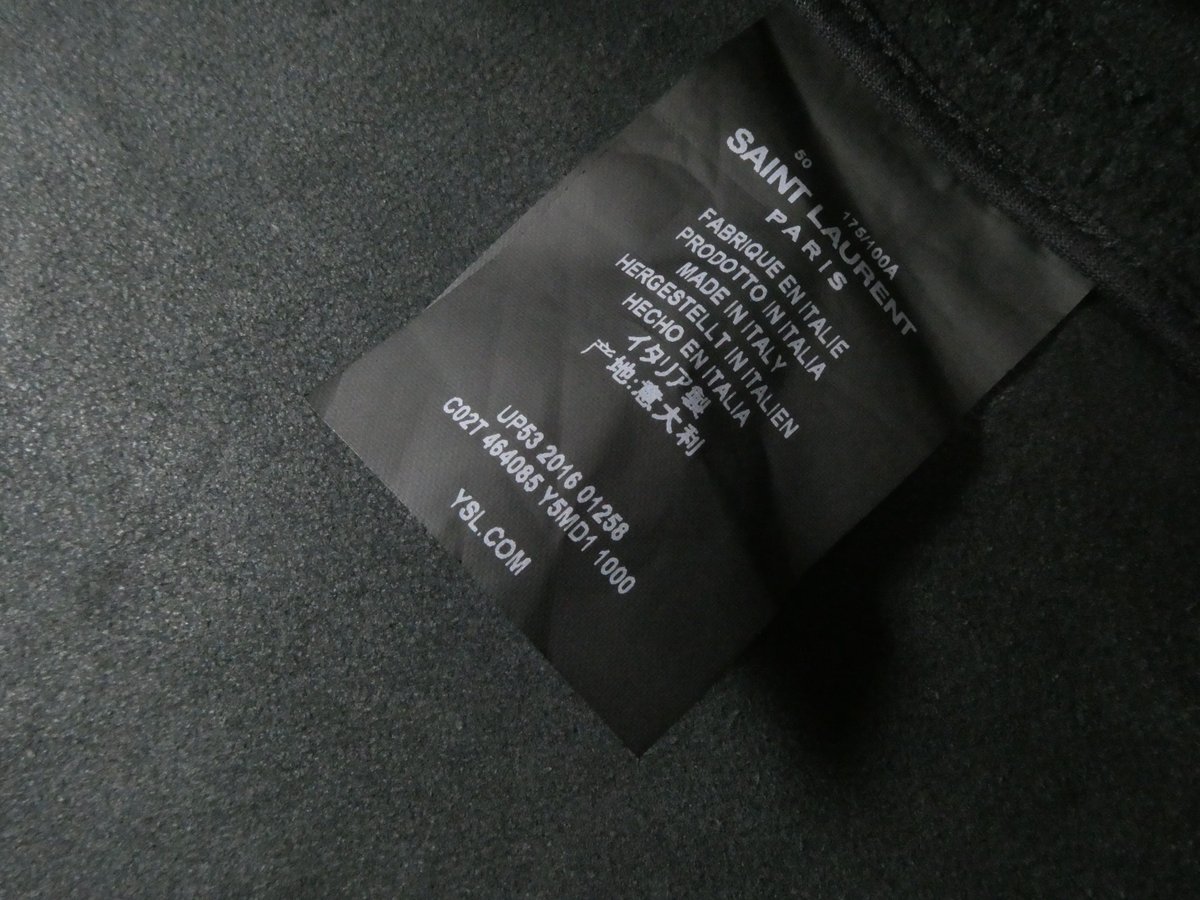 50 175/100A
SAINT LAURENT
PARIS
FABRIQUE EN ITALIE
PRODOTTO IN ITALIA
MADE IN ITALY
HERGESTELLT IN ITALIEN
HECHO EN ITALIA
イタリア製
产地:意大利
UP53 2016 01258
C02T 464085 Y5MD1 1000
YSL.COM